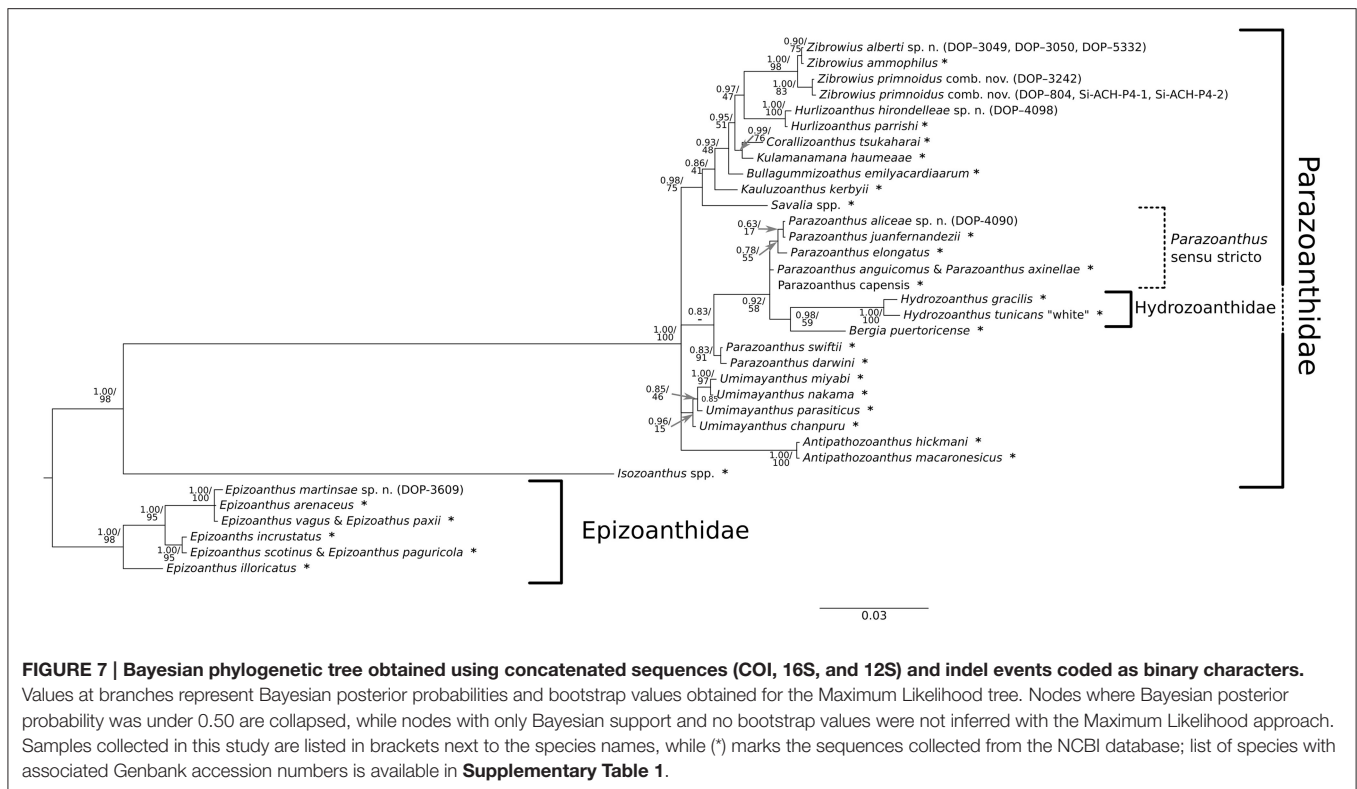 0.90/
75
Zibrowius alberti sp. n. (DOP–3049, DOP–3050, DOP–5332)
1.00/
98
Zibrowius ammophilus *
Zibrowius primnoidus comb. nov. (DOP–3242)
1.00/
83
Zibrowius primnoidus comb. nov. (DOP–804, Si-ACH-P4-1, Si-ACH-P4-2)
0.97/
47
1.00/
100
Hurlizoanthus hirondelleae sp. n. (DOP–4098)
0.95/
51
Hurlizoanthus parrishi *
0.99/
76
Corallizoanthus tsukaharai *
0.93/
48
Kulamanamana haumeaae *
0.86/
41
Bullagummizoathus emilyacardiaarum *
0.98/
75
Kauluzoanthus kerbyii *
Savalia spp. *
Parazoanthus aliceae sp. n. (DOP-4090)
0.63/
17
Parazoanthus juanfernandezii *
0.78/
55
Parazoanthus elongatus *
Parazoanthus
sensu stricto
Parazoanthus anguicomus & Parazoanthus axinellae *
Parazoanthus capensis *
0.92/
58
Hydrozoanthus gracilis *
1.00/
100
Hydrozoanthus tunicans "white" *
Hydrozoanthidae
0.98/
59
Bergia puertoricense *
0.83/
-
1.00/
100
Parazoanthus swiftii *
0.83/
91
Parazoanthus darwini *
Umimayanthus miyabi *
1.00/
97
Umimayanthus nakama *
0.85
0.85/
46
Umimayanthus parasiticus *
0.96/
15
Umimayanthus chanpuru *
Antipathozoanthus hickmani *
1.00/
100
Antipathozoanthus macaronesicus *
Parazoanthidae
1.00/
98
Isozoanthus spp. *
Epizoanthus martinsae sp. n. (DOP-3609)
1.00/
100
Epizoanthus arenaceus *
1.00/
95
Epizoanthus vagus & Epizoathus paxii *
Epizoanths incrustatus *
1.00/
98
1.00/
95
Epizoanthus scotinus & Epizoanthus paguricola *
Epizoanthus illoricatus *
Epizoanthidae
0.03
FIGURE 7 | Bayesian phylogenetic tree obtained using concatenated sequences (COI, 16S, and 12S) and indel events coded as binary characters.
Values at branches represent Bayesian posterior probabilities and bootstrap values obtained for the Maximum Likelihood tree. Nodes where Bayesian posterior
probability was under 0.50 are collapsed, while nodes with only Bayesian support and no bootstrap values were not inferred with the Maximum Likelihood approach.
Samples collected in this study are listed in brackets next to the species names, while (*) marks the sequences collected from the NCBI database; list of species with
associated Genbank accession numbers is available in Supplementary Table 1.